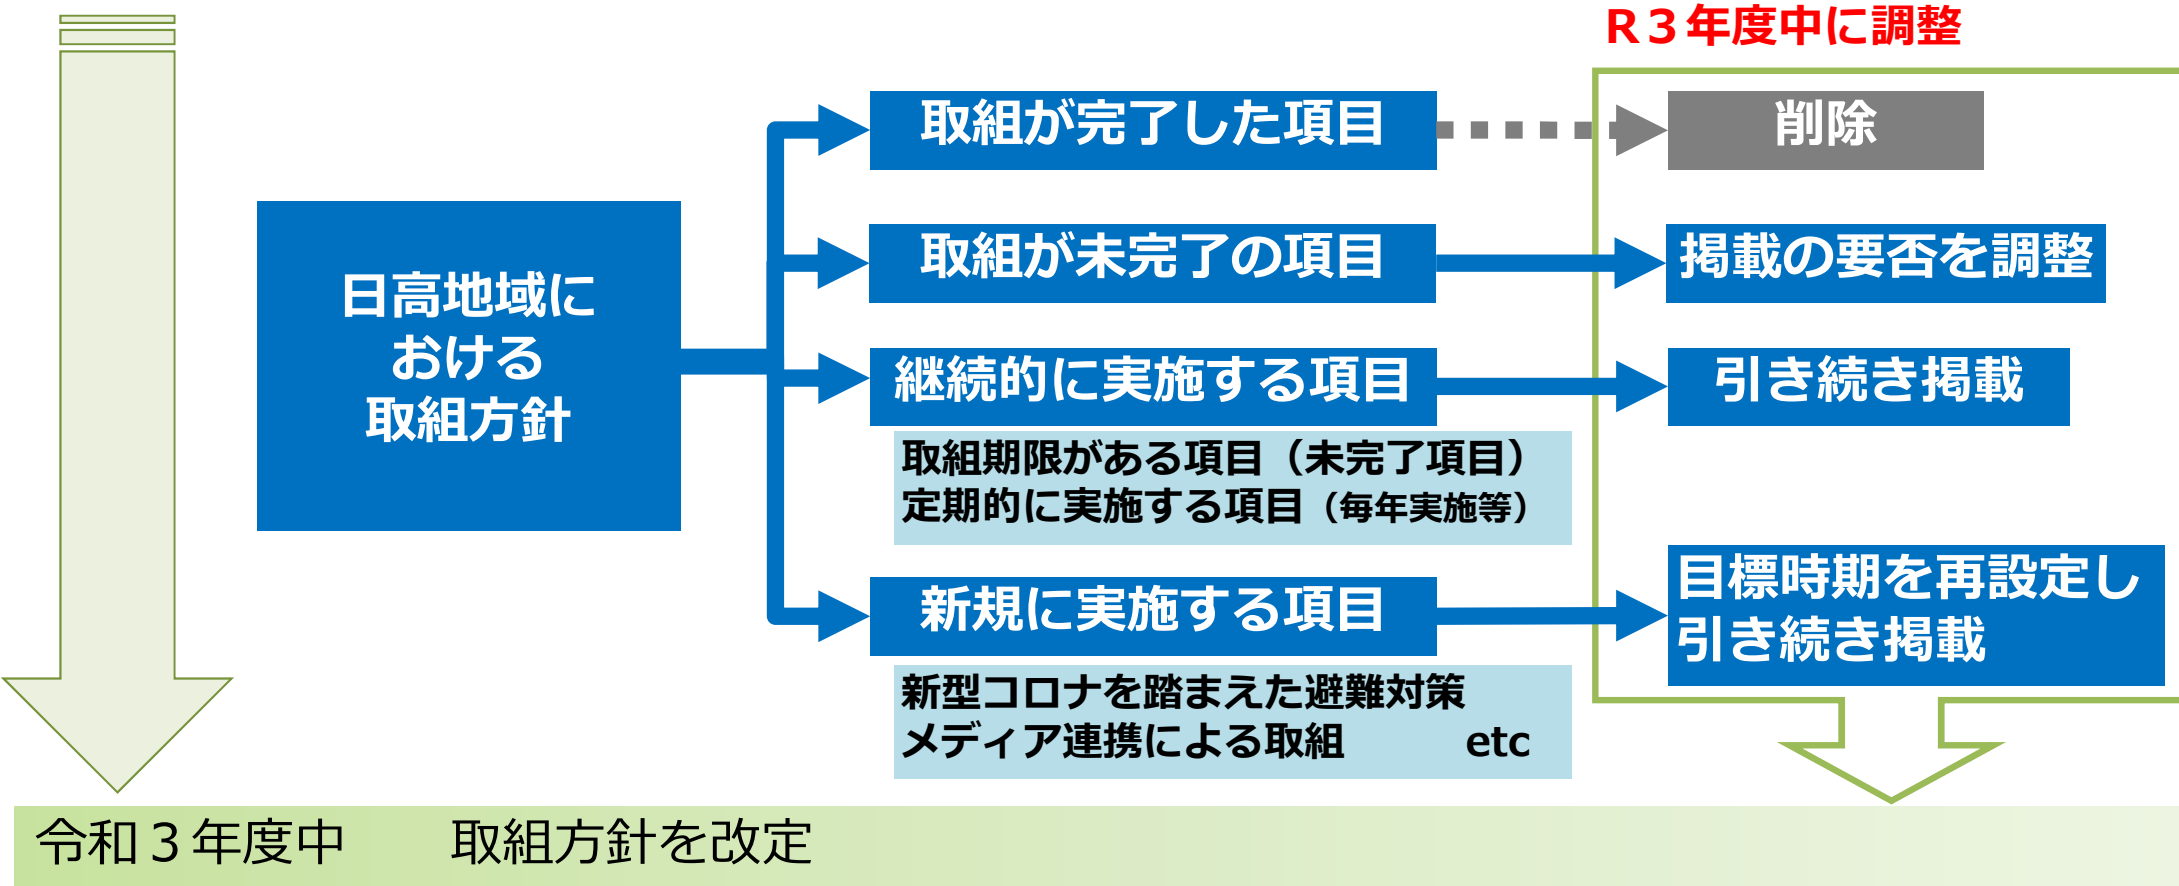 R３年度中に調整
取組が完了した項目
削除
取組が未完了の項目
掲載の要否を調整
日高地域に
おける
取組方針
継続的に実施する項目
引き続き掲載
取組期限がある項目（未完了項目）
定期的に実施する項目（毎年実施等）
新規に実施する項目
目標時期を再設定し
引き続き掲載
新型コロナを踏まえた避難対策
メディア連携による取組　　　etc
令和３年度中　　取組方針を改定